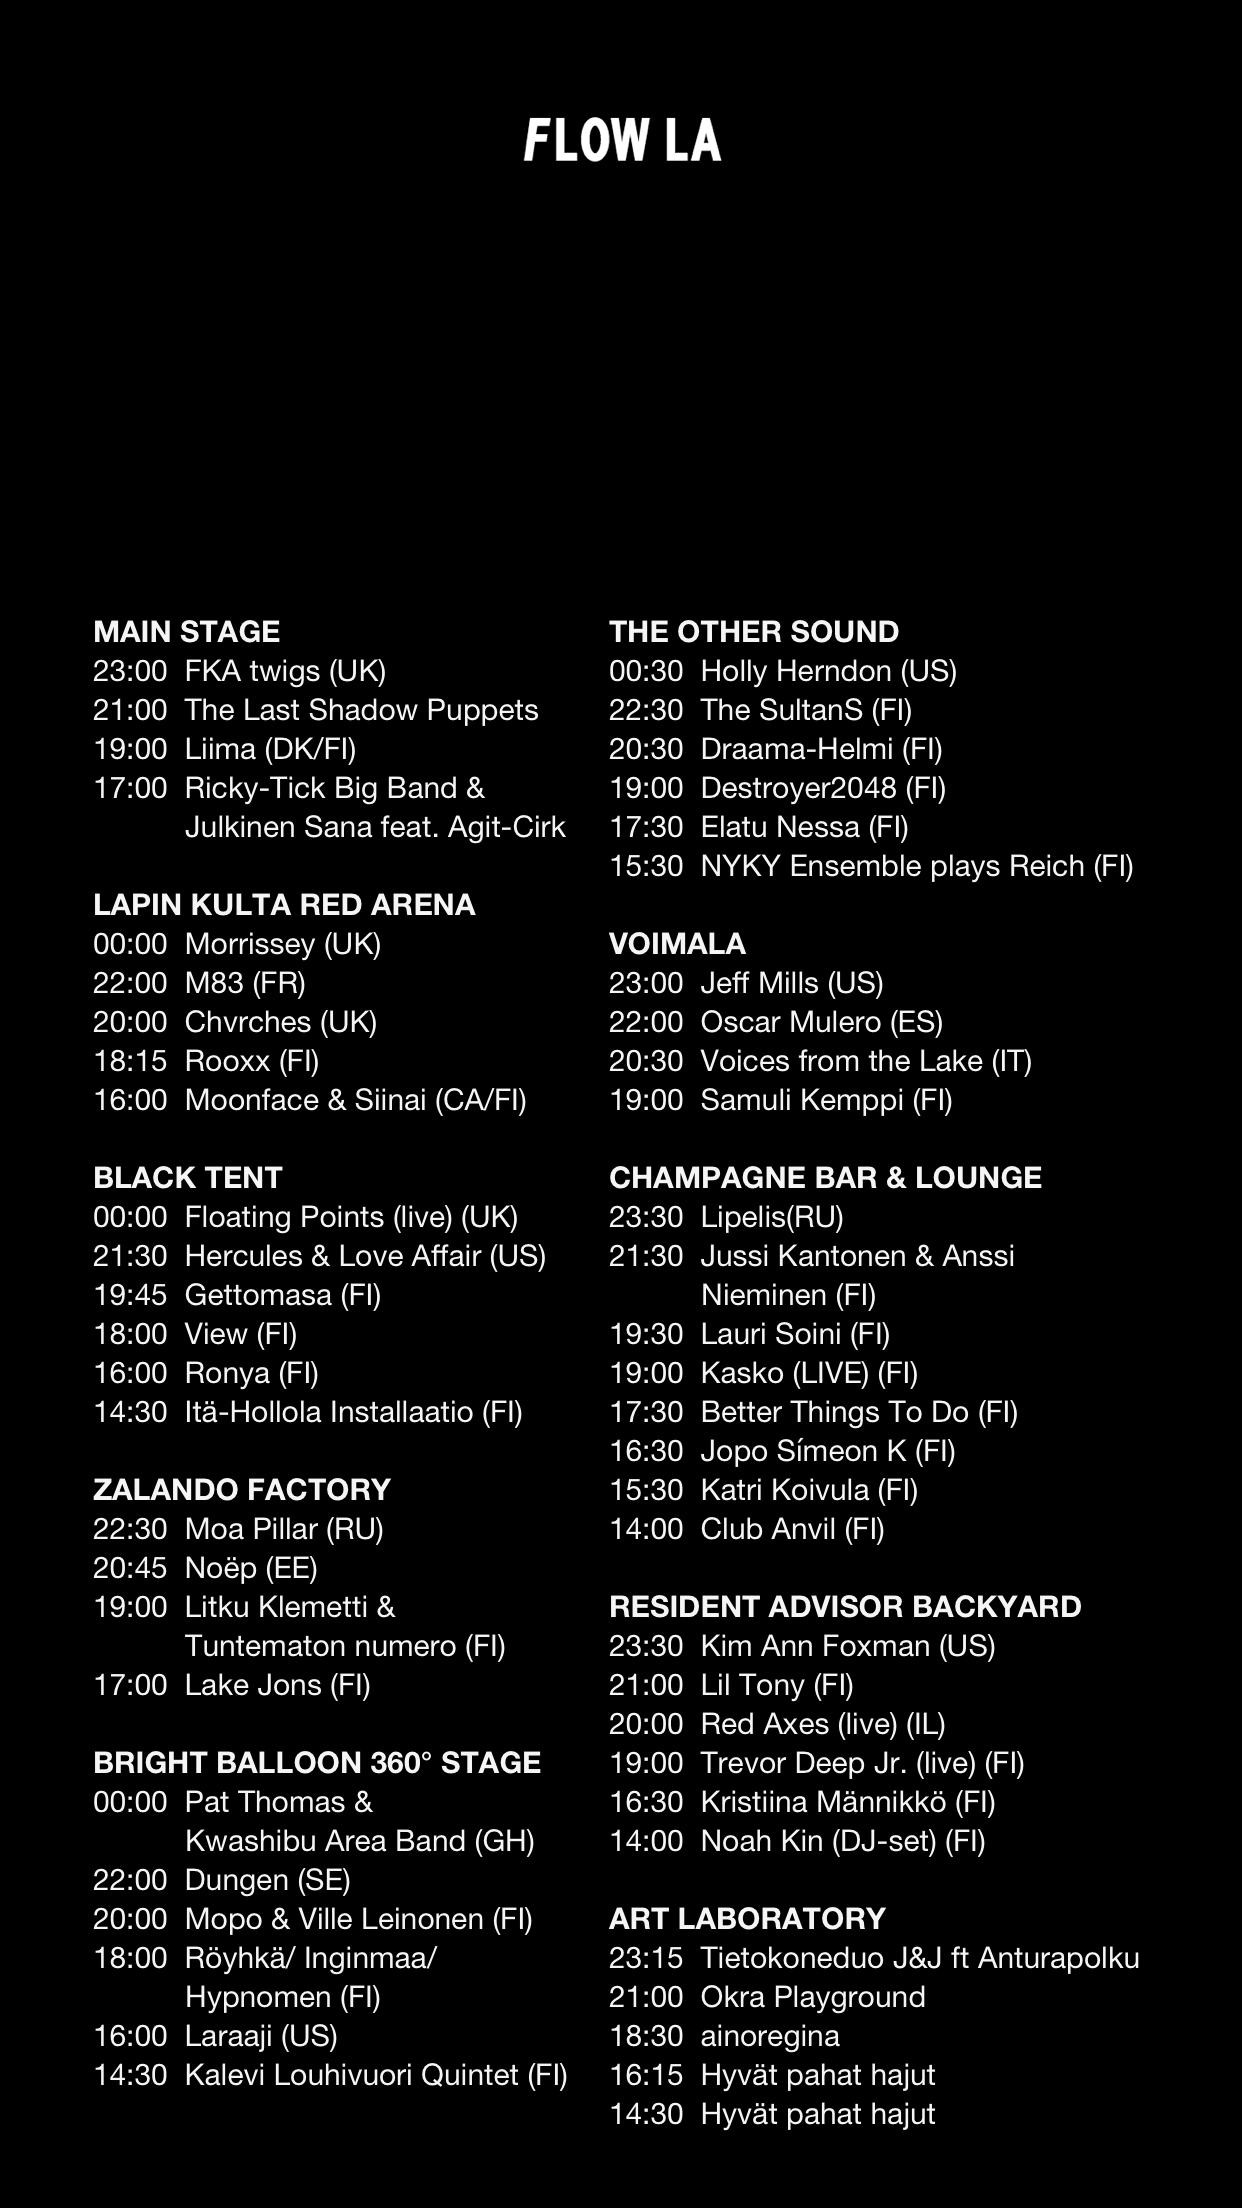 FLOW LA
MAIN STAGE
23:00 FKA twigs (UK)
21:00 The Last Shadow Puppets
19:00 Liima (DK/FI)
17:00 Ricky-Tick Big Band &
Julkinen Sana feat. Agit-Cirk
LAPIN KULTA RED ARENA
00:00 Morrissey (UK)
22:00 M83 (FR)
20:00 Chvrches (UK)
18:15 Rooxx (FI)
16:00 Moonface & Siinai (CA/FI)
BLACK TENT
00:00 Floating Points (live) (UK)
21:30 Hercules & Love Affair (US)
19:45 Gettomasa (FI)
18:00 View (FI)
16:00 Ronya (FI)
14:30 Itä-Hollola Installaatio (FI)
ZALANDO FACTORY
22:30 Moa Pillar (RU)
20:45 Noëp (EE)
19:00 Litku Klemetti &
Tuntematon numero (FI)
17:00 Lake Jons (FI)
BRIGHT BALLOON 360° STAGE
00:00 Pat Thomas &
Kwashibu Area Band (GH)
22:00 Dungen (SE)
20:00 Mopo & Ville Leinonen (FI)
18:00 Röyhkä/ Inginmaa/
Hypnomen (FI)
16:00 Laraaji (US)
14:30 Kalevi Louhivuori Quintet (FI)
THE OTHER SOUND
00:30 Holly Herndon (US)
22:30 The SultanS (FI)
20:30 Draama-Helmi (FI)
19:00 Destroyer2048 (FI)
17:30 Elatu Nessa (FI)
15:30 NYKY Ensemble plays Reich (FI)
VOIMALA
23:00 Jeff Mills (US)
22:00 Oscar Mulero (ES)
20:30 Voices from the Lake (IT)
19:00 Samuli Kemppi (FI)
CHAMPAGNE BAR & LOUNGE
23:30 Lipelis(RU)
21:30 Jussi Kantonen & Anssi
Nieminen (FI)
19:30 Lauri Soini (FI)
19:00 Kasko (LIVE) (FI)
17:30 Better Things To Do (FI)
16:30 Jopo Símeon K (FI)
15:30 Katri Koivula (FI)
14:00 Club Anvil (FI)
RESIDENT ADVISOR BACKYARD
23:30 Kim Ann Foxman (US)
21:00 Lil Tony (FI)
20:00 Red Axes (live) (IL)
19:00 Trevor Deep Jr. (live) (FI)
16:30 Kristiina Männikkö (FI)
14:00 Noah Kin (DJ-set) (FI)
ART LABORATORY
23:15 Tietokoneduo J&J ft Anturapolku
21:00 Okra Playground
18:30 ainoregina
16:15 Hyvät pahat hajut
14:30 Hyvät pahat hajut